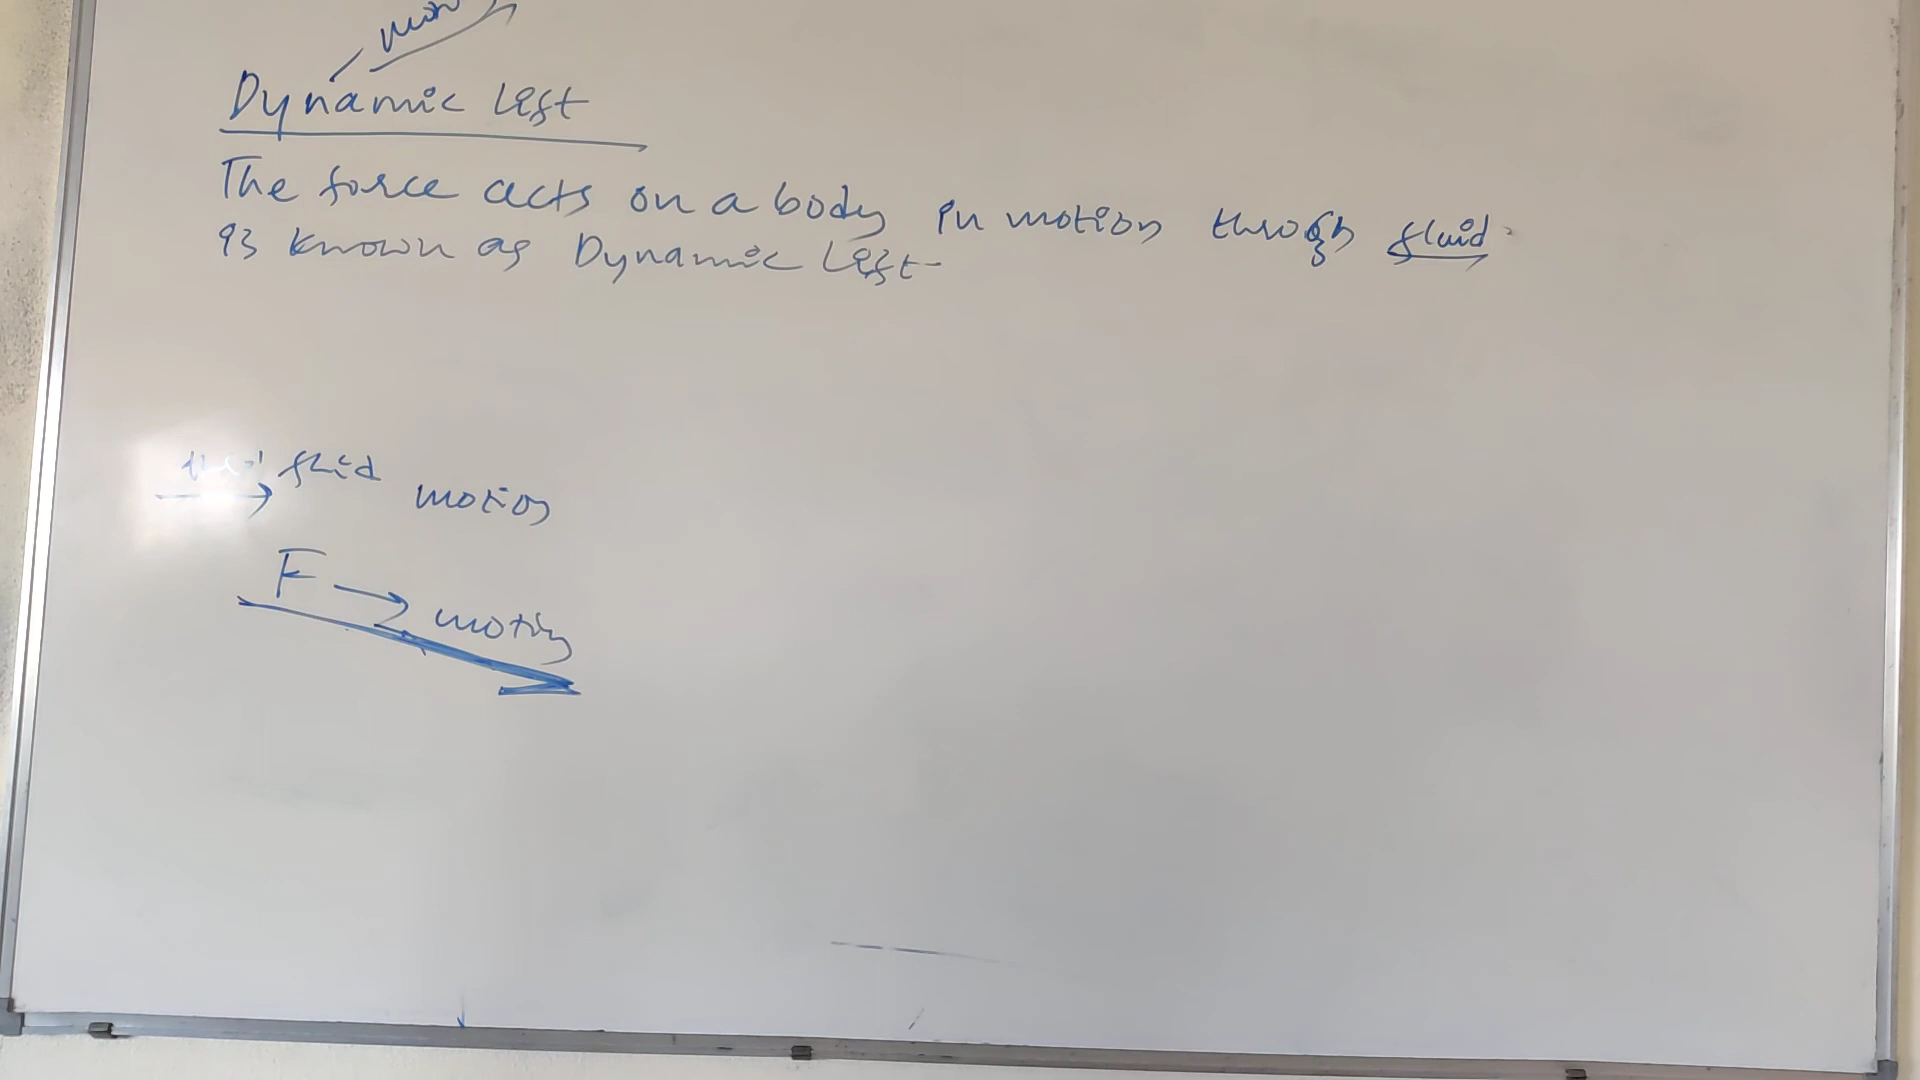 Dynamic Lift
The force acts on a body in motion through fluid
is known as Dynamic Lift
fluid motion
F → motion